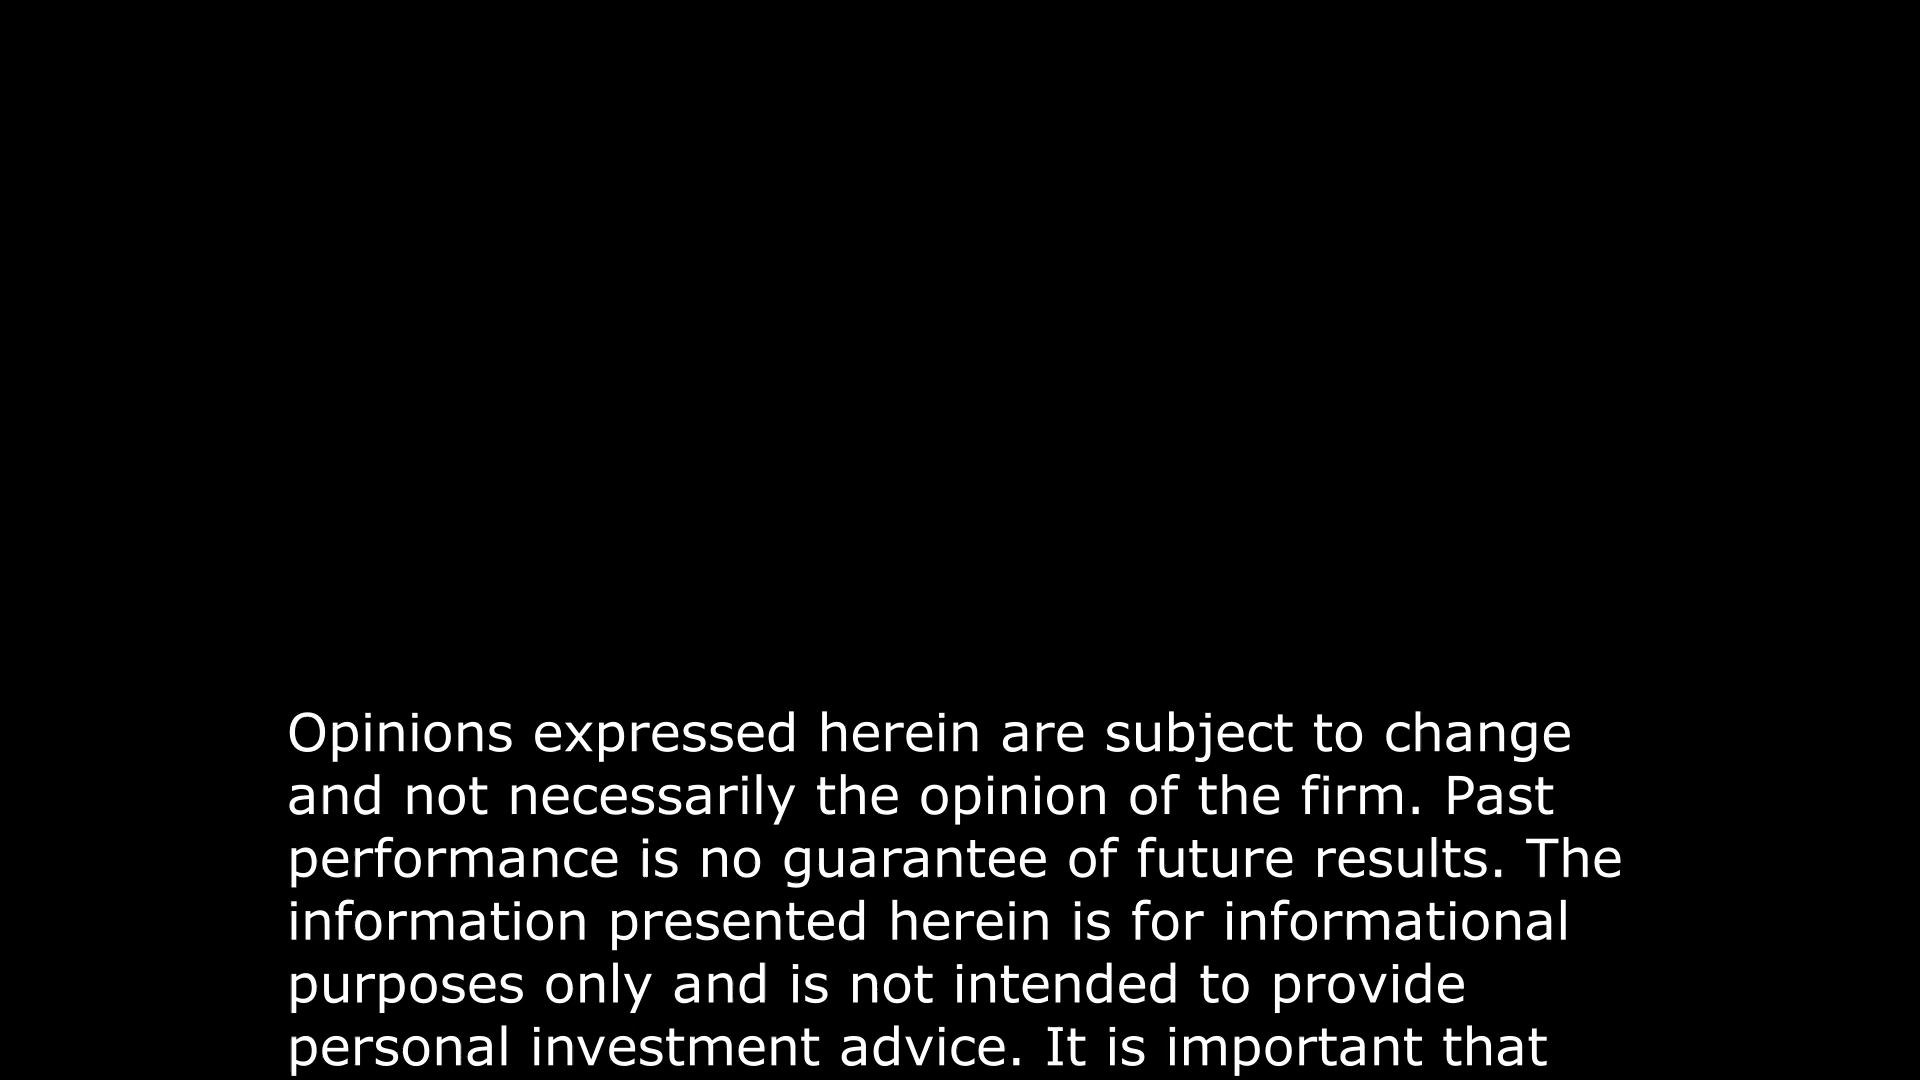 Opinions expressed herein are subject to change
and not necessarily the opinion of the firm. Past
performance is no guarantee of future results. The
information presented herein is for informational
purposes only and is not intended to provide
personal investment advice. It is important that